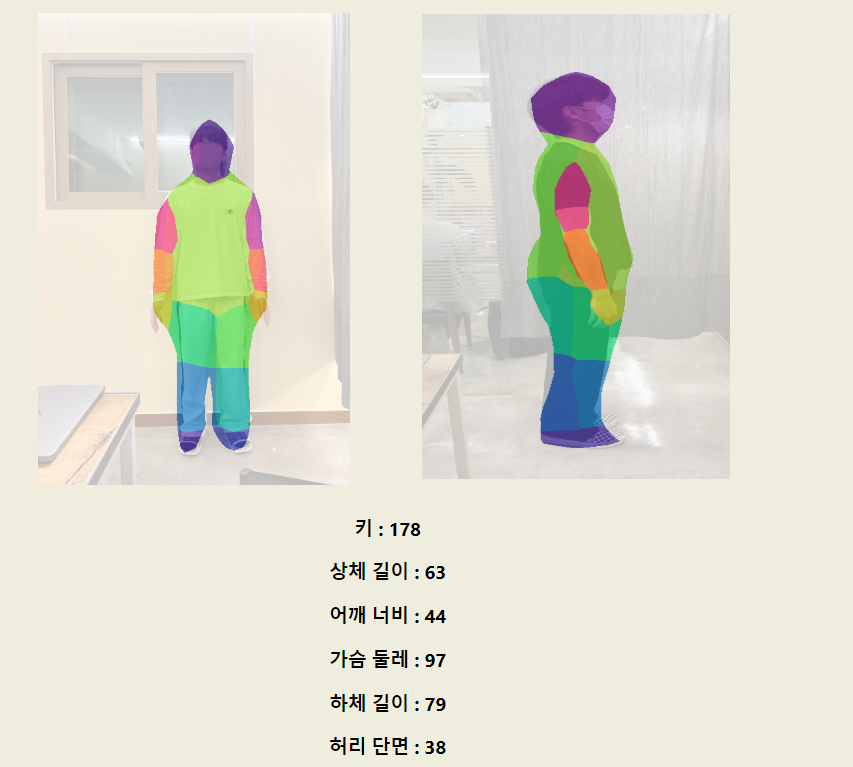 키 : 178
상체 길이 : 63
어깨 너비 : 44
가슴 둘레 : 97
하체 길이 : 79
허리 단면 : 38